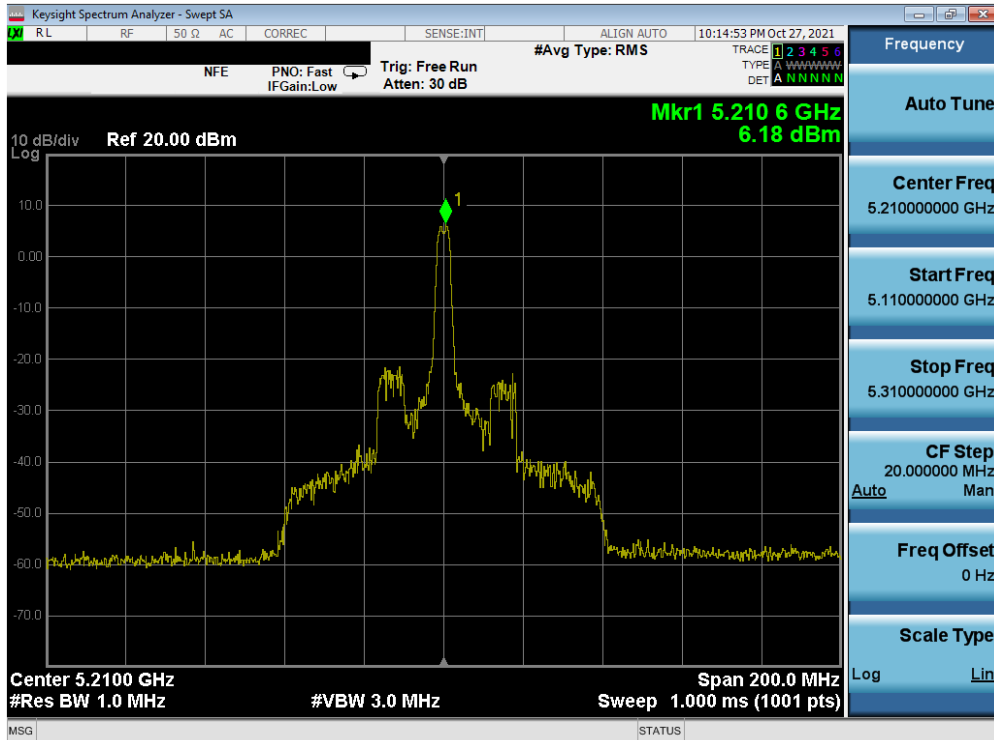 Keysight Spectrum Analyzer - Swept SA
LXI RL RF 50 Ω AC CORREC SENSE:INT ALIGN AUTO 10:14:53 PM Oct 27, 2021
#Avg Type: RMS TRACE 1 2 3 4 5 6
TYPE A WWWWW
DET A N N N N N
NFE PNO: Fast Trig: Free Run
IFGain:Low Atten: 30 dB
Mkr1 5.210 6 GHz
6.18 dBm
10 dB/div Ref 20.00 dBm
Log
1
10.0
0.00
-10.0
-20.0
-30.0
-40.0
-50.0
-60.0
-70.0
Center 5.2100 GHz Span 200.0 MHz
#Res BW 1.0 MHz #VBW 3.0 MHz Sweep 1.000 ms (1001 pts)
MSG STATUS
Frequency
Auto Tune
Center Freq
5.210000000 GHz
Start Freq
5.110000000 GHz
Stop Freq
5.310000000 GHz
CF Step
20.000000 MHz
Auto Man
Freq Offset
0 Hz
Scale Type
Log Lin